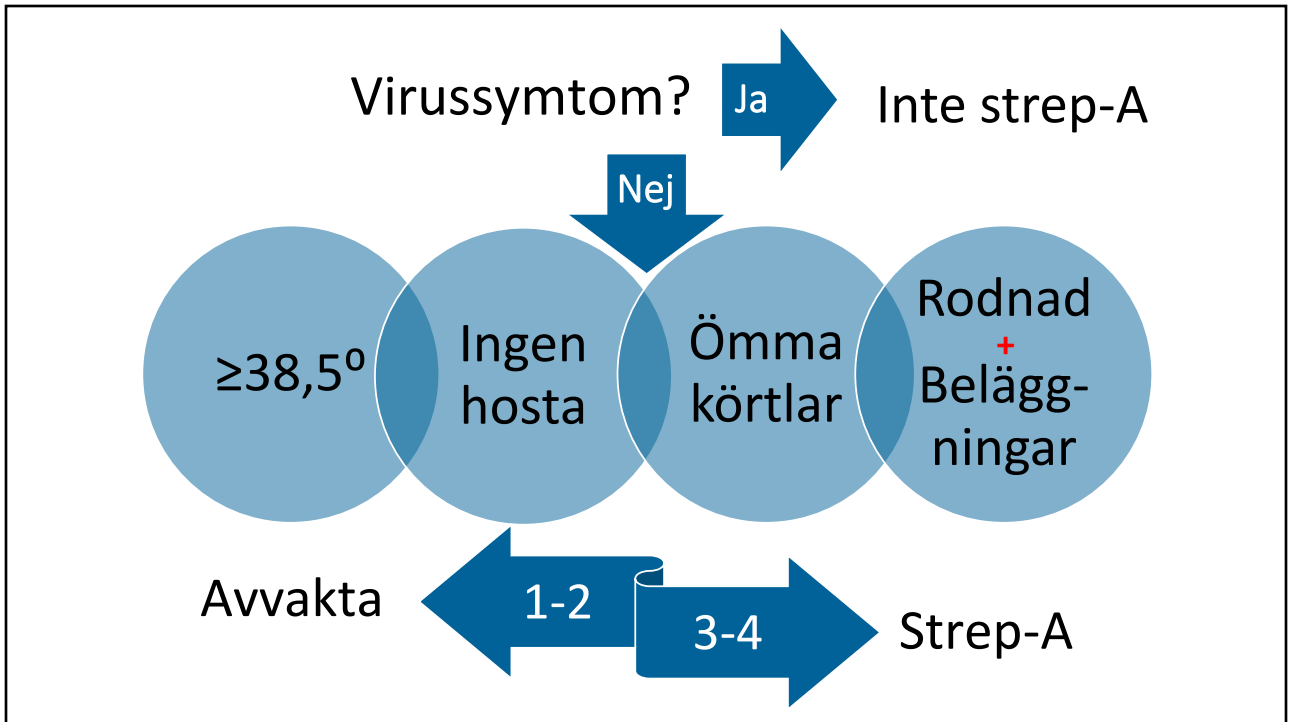 Virussymtom?
Ja
Inte strep-A
Nej
≥38,5⁰
Ingen
hosta
Ömma
körtlar
Rodnad
+
Belägg-
ningar
Avvakta
1-2
3-4
Strep-A